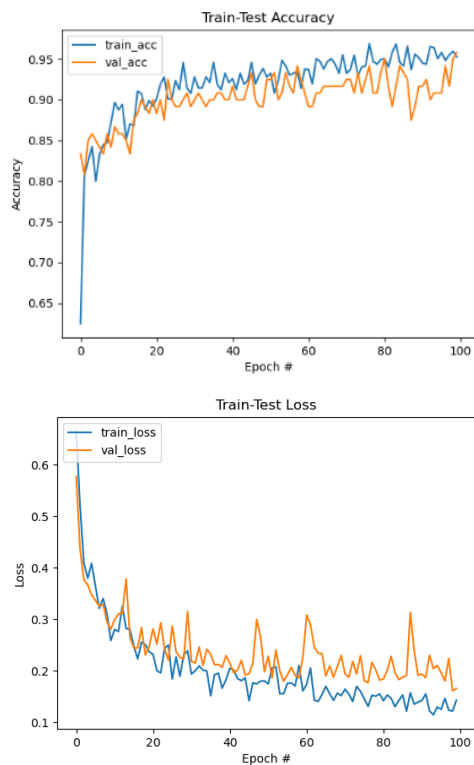 Train-Test Accuracy
train_acc
val_acc
0.95
0.90
0.85
0.80
0.75
0.70
0.65
Accuracy
0
20
40
60
80
100
Epoch #
Train-Test Loss
train_loss
val_loss
0.6
0.5
0.4
0.3
0.2
0.1
Loss
0
20
40
60
80
100
Epoch #